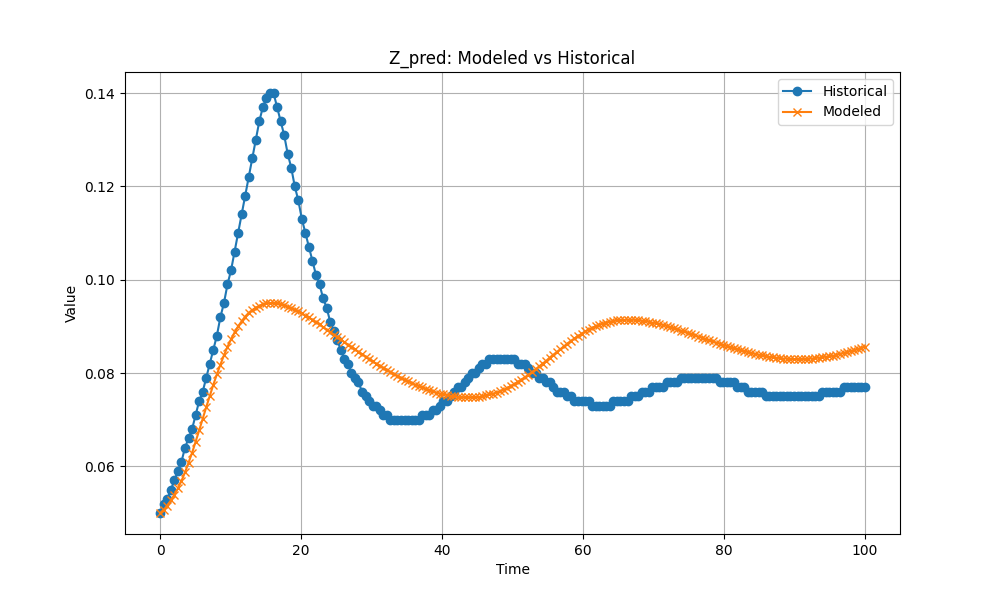 Z_pred: Modeled vs Historical
Historical
Modeled
Value
0.14
0.12
0.10
0.08
0.06
0 20 40 60 80 100
Time